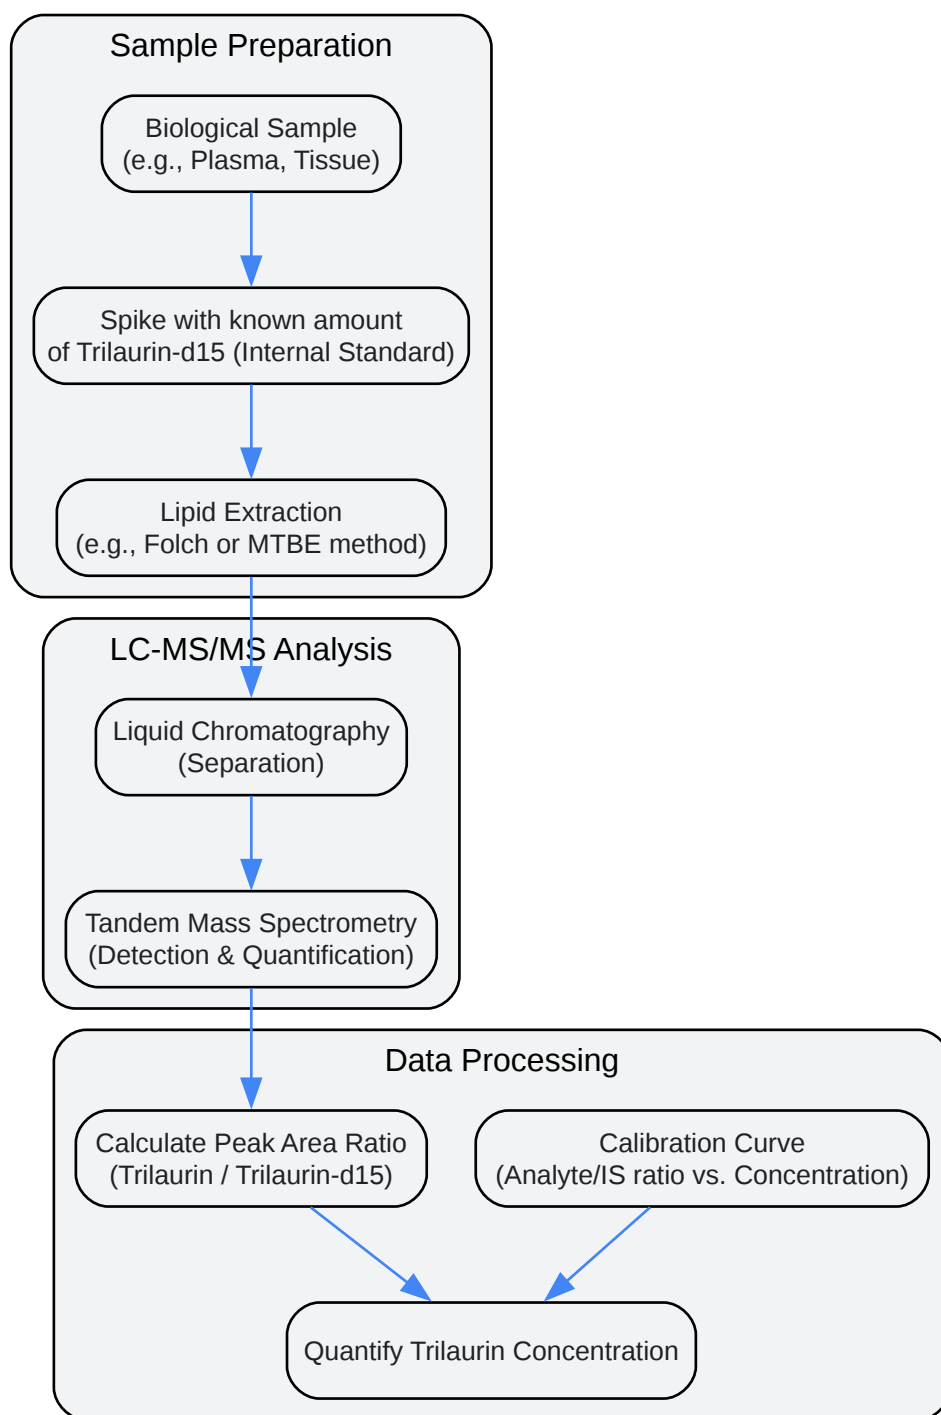 Sample Preparation
Biological Sample
(e.g., Plasma, Tissue)
Spike with known amount
of Trilaurin-d15 (Internal Standard)
Lipid Extraction
(e.g., Folch or MTBE method)
LC-MS/MS Analysis
Liquid Chromatography
(Separation)
Tandem Mass Spectrometry
(Detection & Quantification)
Data Processing
Calculate Peak Area Ratio
(Trilaurin / Trilaurin-d15)
Calibration Curve
(Analyte/IS ratio vs. Concentration)
Quantify Trilaurin Concentration